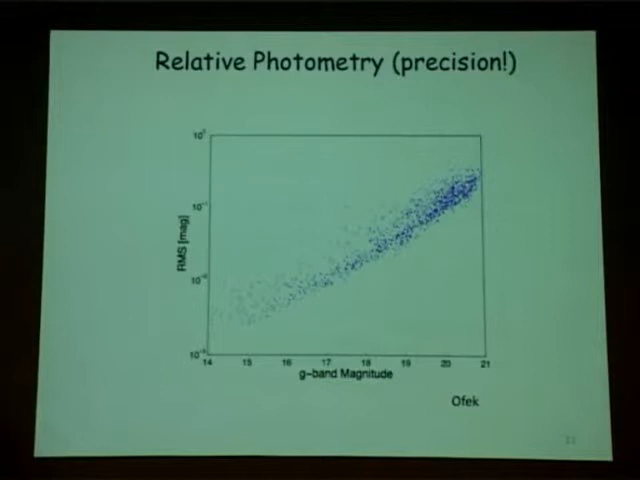 Relative Photometry (precision!)
10⁰
10⁻¹
RMS [mag]
10⁻²
10⁻³
14 15 16 17 18 19 20 21
g-band Magnitude
Ofek